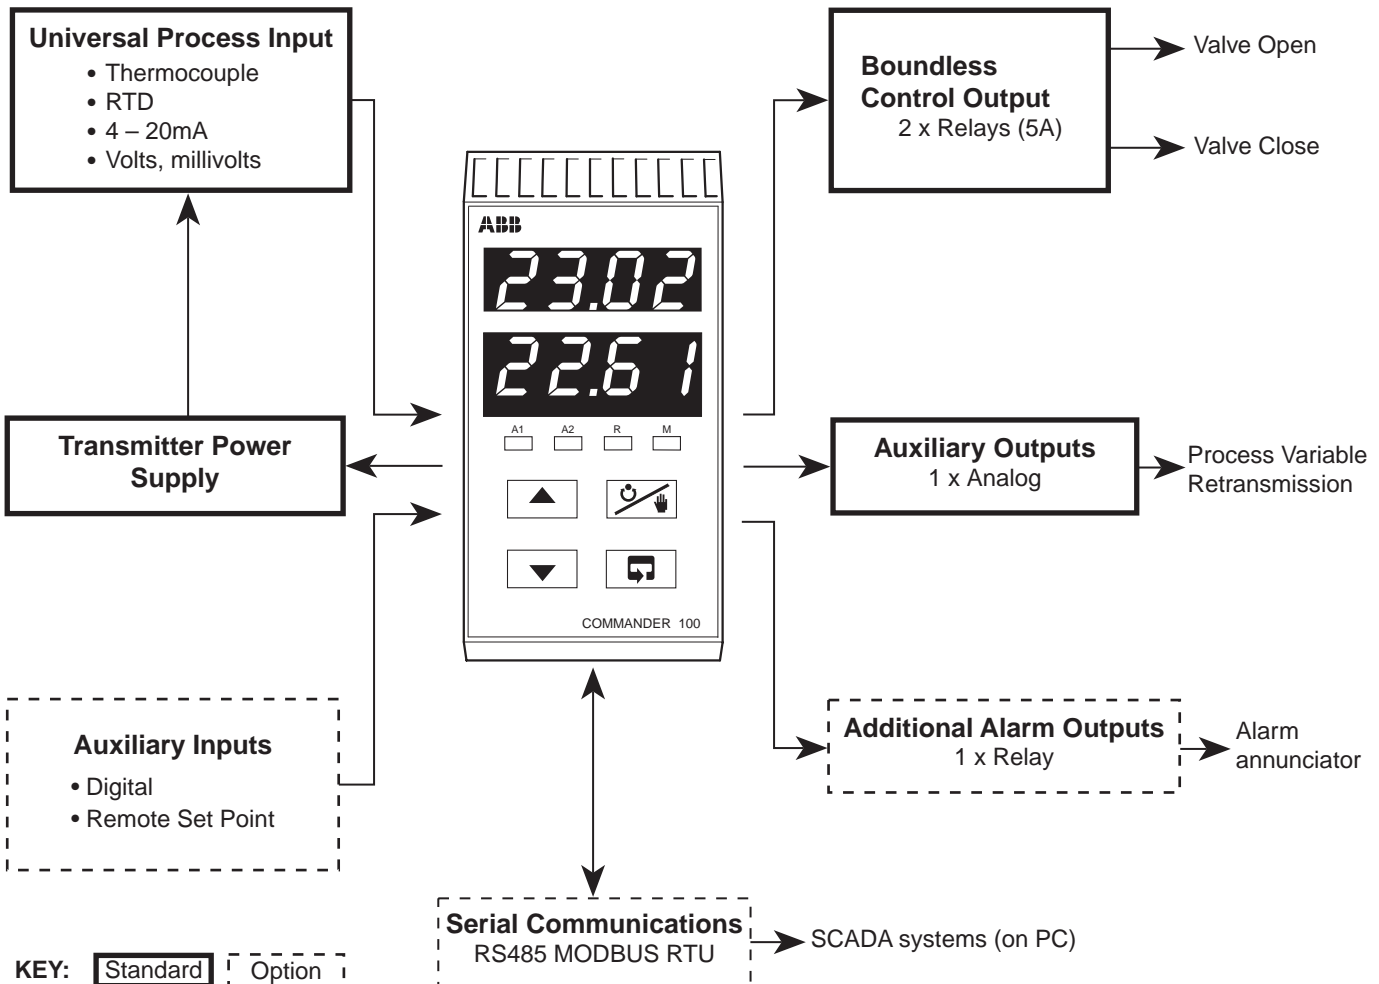 Universal Process Input
• Thermocouple
• RTD
• 4 – 20mA
• Volts, millivolts
Transmitter Power
Supply
Auxiliary Inputs
• Digital
• Remote Set Point
ABB
23.02
22.61
A1 A2 R M
COMMANDER 100
Boundless
Control Output
2 x Relays (5A)
Valve Open
Valve Close
Auxiliary Outputs
1 x Analog
Process Variable
Retransmission
Additional Alarm Outputs
1 x Relay
Alarm
annunciator
Serial Communications
RS485 MODBUS RTU
SCADA systems (on PC)
KEY: Standard Option